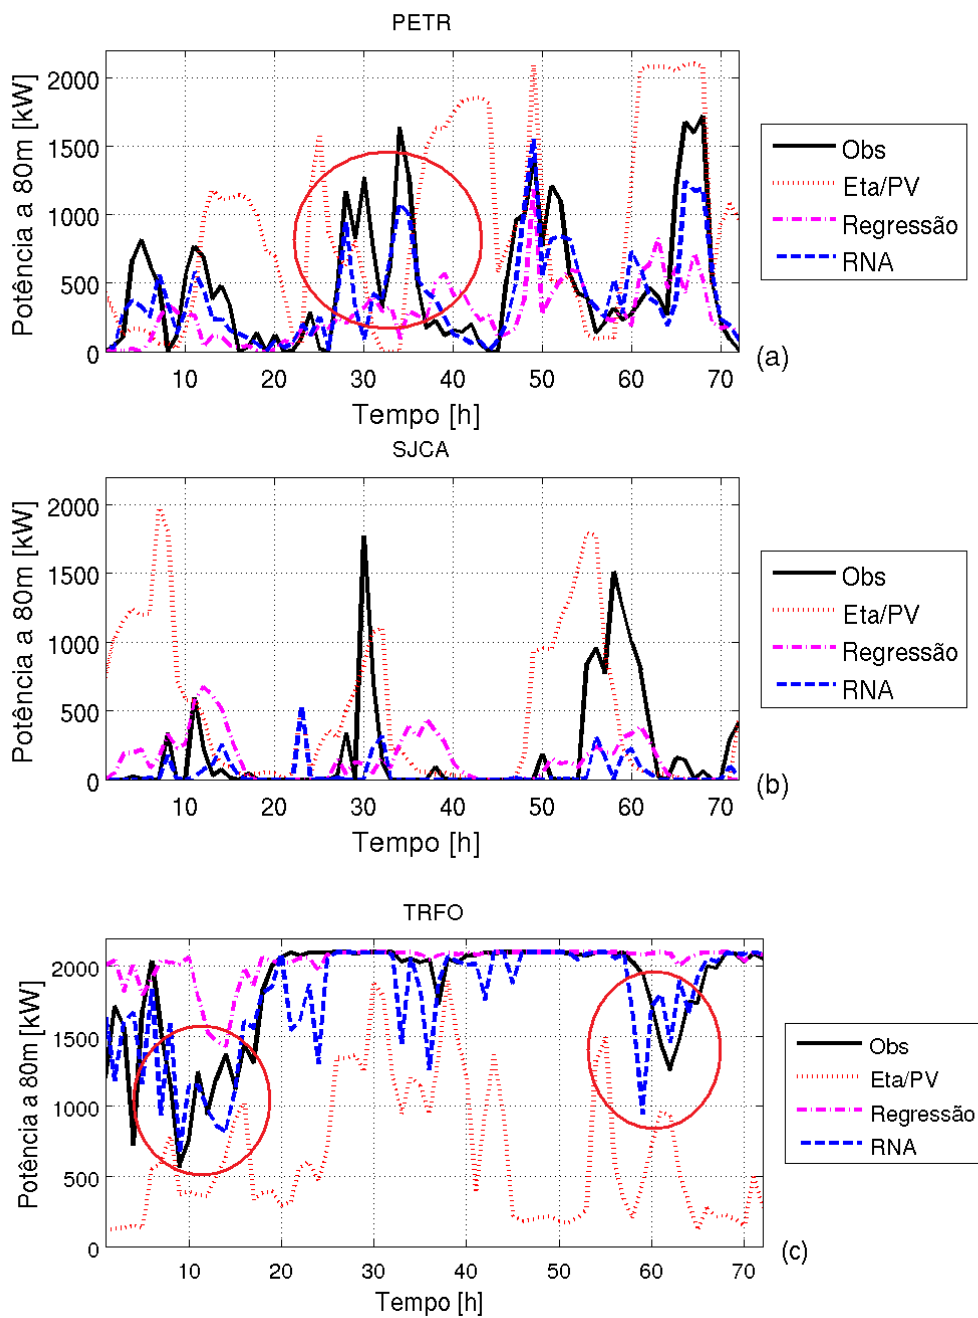 PETR
Potência a 80m [kW]
2000
1500
1000
500
0
10 20 30 40 50 60 70
Tempo [h]
Obs
Eta/PV
Regressão
RNA
(a)
SJCA
Potência a 80m [kW]
2000
1500
1000
500
0
10 20 30 40 50 60 70
Tempo [h]
Obs
Eta/PV
Regressão
RNA
(b)
TRFO
Potência a 80m [kW]
2000
1500
1000
500
0
10 20 30 40 50 60 70
Tempo [h]
Obs
Eta/PV
Regressão
RNA
(c)